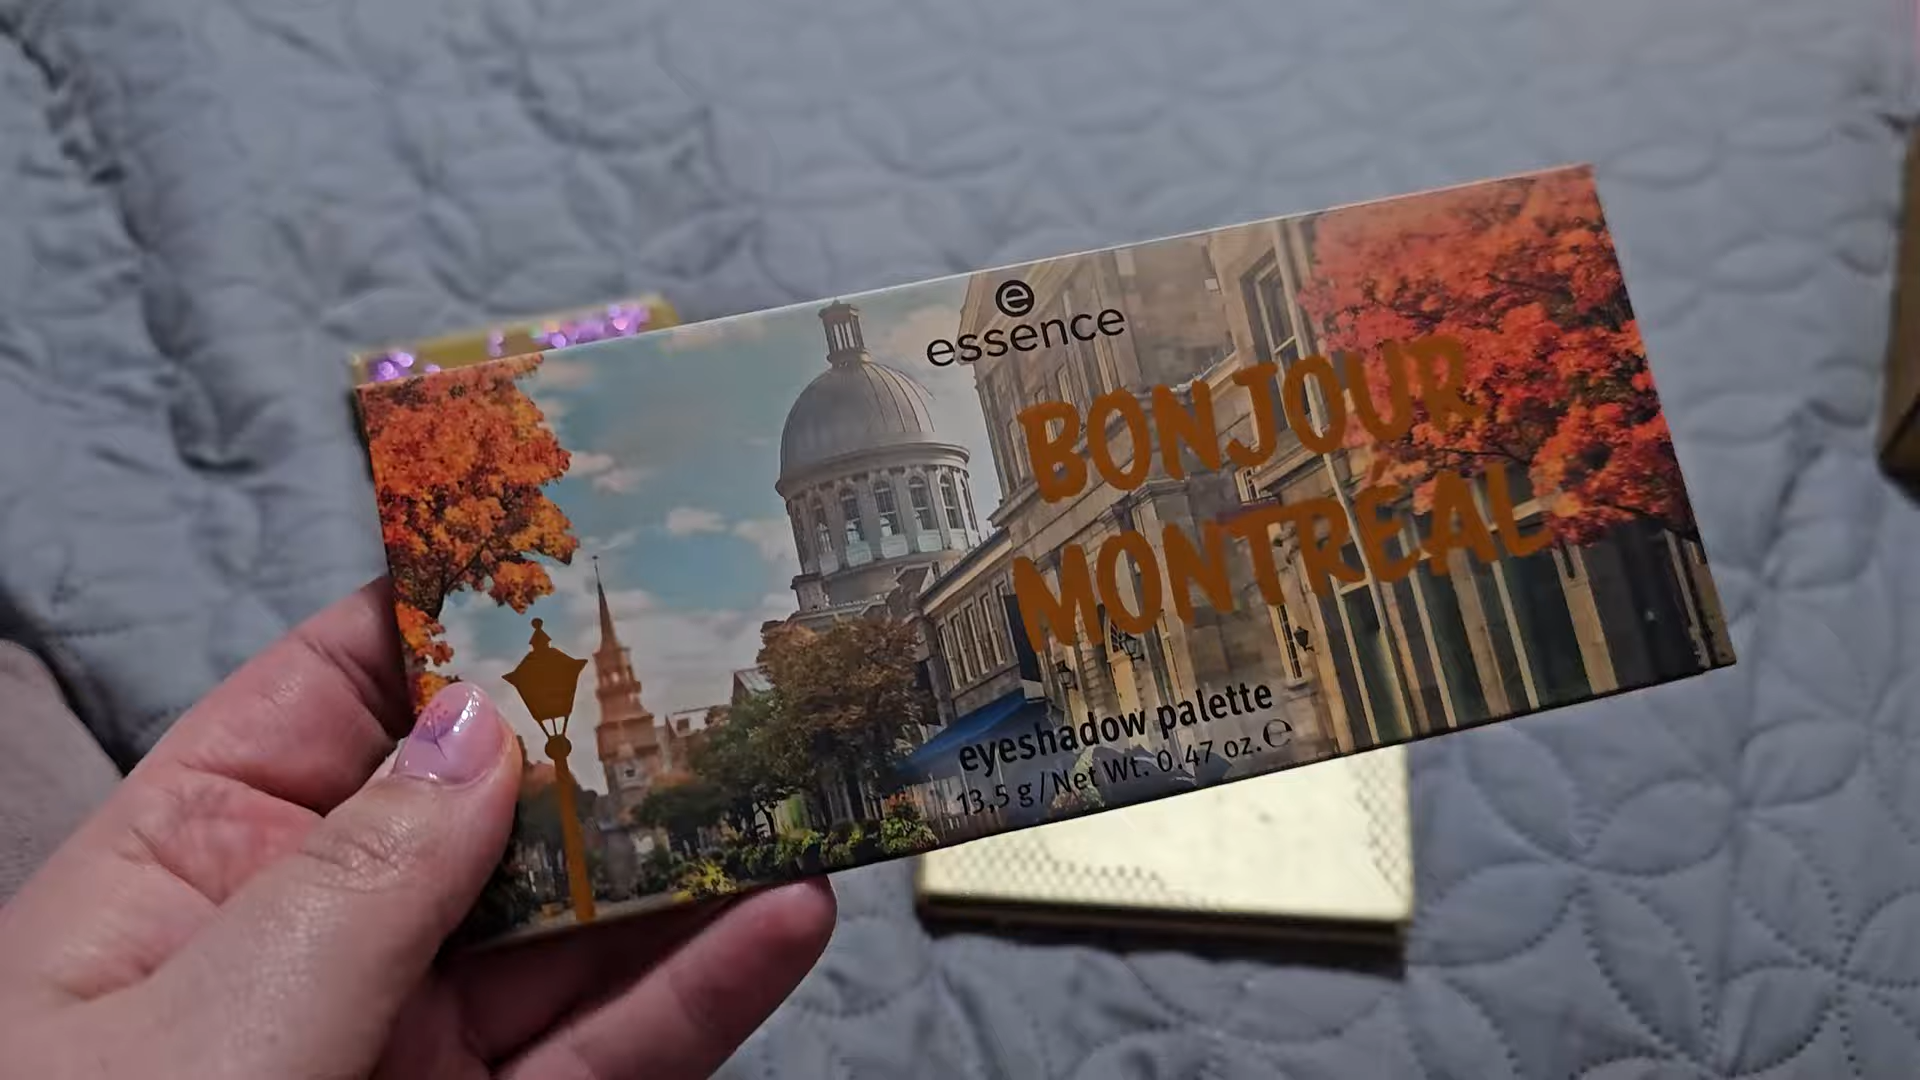 e
essence
BONJOUR
MONTRÉAL
eyeshadow palette
13,5 g/Net Wt. 0.47 oz.℮